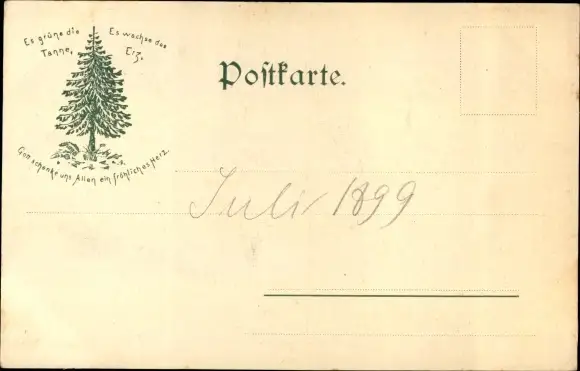 Es grüne die Tanne,
Es wachse das Erz,
Gott schenke uns Allen ein fröhliches Herz.
Postkarte.
Juli 1899